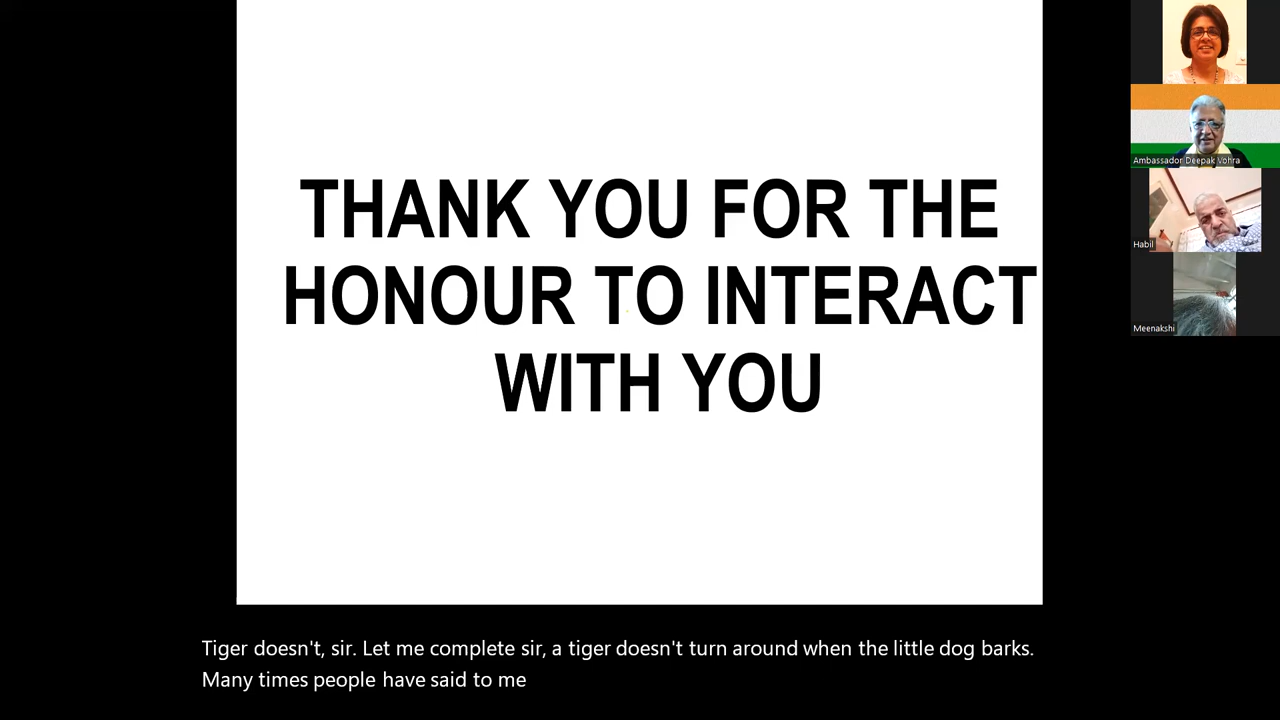 THANK YOU FOR THE
HONOUR TO INTERACT
WITH YOU
Ambassador Deepak Vohra
Habil
Meenakshi
Tiger doesn't, sir. Let me complete sir, a tiger doesn't turn around when the little dog barks.
Many times people have said to me